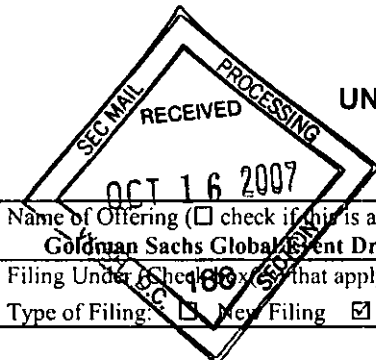 SEC MAIL
PROCESSING
RECEIVED
OCT 16 2007
D.C.
SECTION
UN
188
Name of Offering (☐ check if this is a
Goldman Sachs Global Event Dr
Filing Under (Check box that appl
Type of Filing: ☐ New Filing ☑